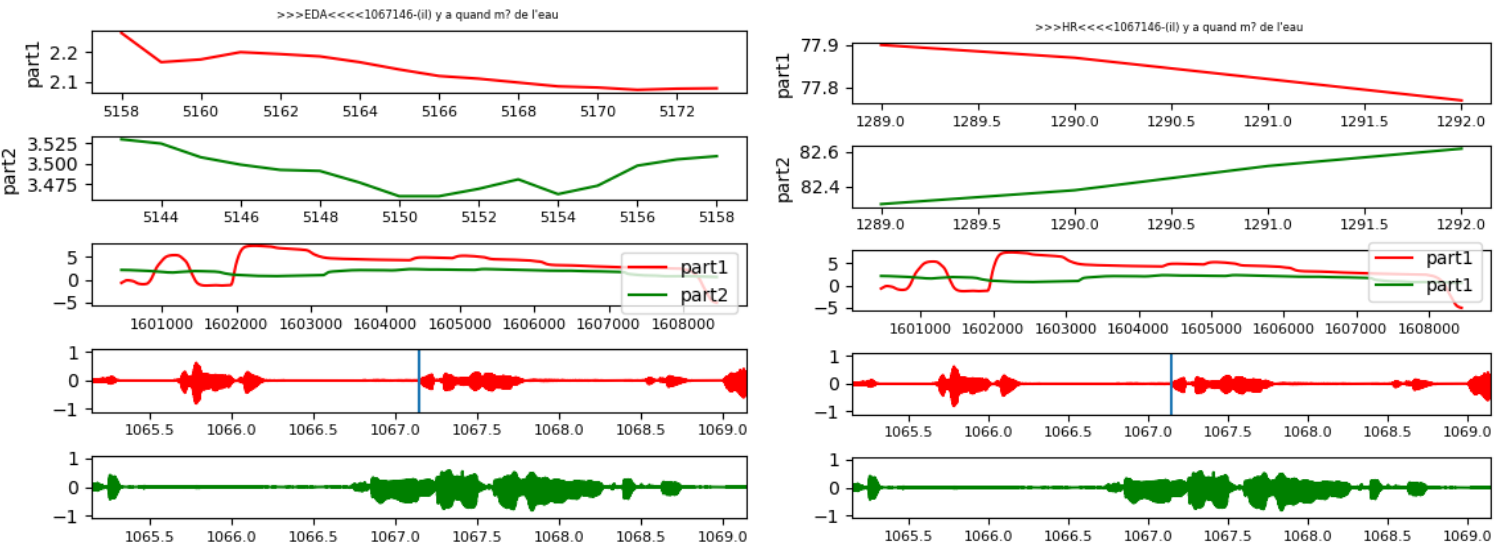 >>>EDA<<<<1067146-(il) y a quand m? de l'eau
part1
2.2
2.1
5158 5160 5162 5164 5166 5168 5170 5172
part2
3.525
3.500
3.475
5144 5146 5148 5150 5152 5154 5156 5158
5
0
−5
part1
part2
1601000 1602000 1603000 1604000 1605000 1606000 1607000 1608000
1
0
−1
1065.5 1066.0 1066.5 1067.0 1067.5 1068.0 1068.5 1069.0
1
0
−1
1065.5 1066.0 1066.5 1067.0 1067.5 1068.0 1068.5 1069.0
>>>HR<<<<1067146-(il) y a quand m? de l'eau
part1
77.9
77.8
1289.0 1289.5 1290.0 1290.5 1291.0 1291.5 1292.0
part2
82.6
82.4
1289.0 1289.5 1290.0 1290.5 1291.0 1291.5 1292.0
5
0
−5
part1
part1
1601000 1602000 1603000 1604000 1605000 1606000 1607000 1608000
1
0
−1
1065.5 1066.0 1066.5 1067.0 1067.5 1068.0 1068.5 1069.0
1
0
−1
1065.5 1066.0 1066.5 1067.0 1067.5 1068.0 1068.5 1069.0